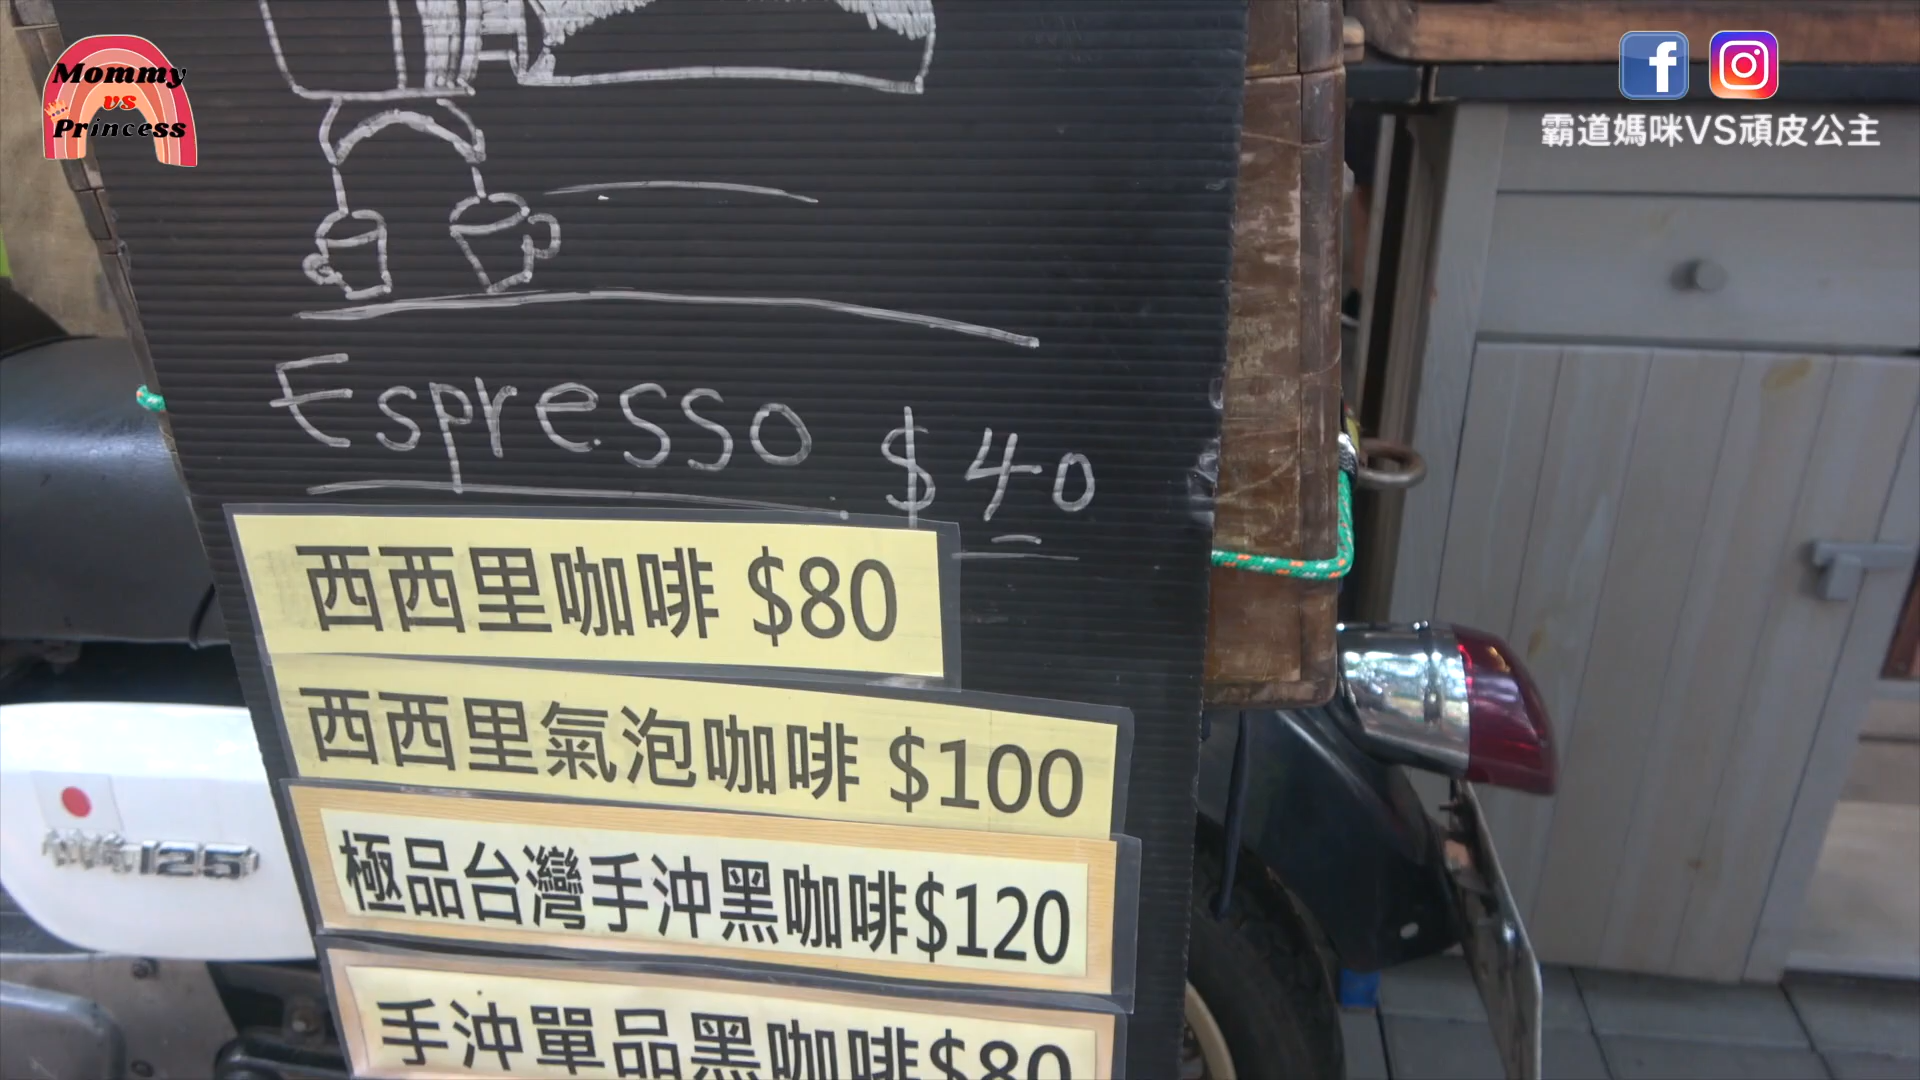 Mommy
vs
Princess
霸道媽咪VS頑皮公主
Espresso $40
西西里咖啡 $80
西西里氣泡咖啡 $100
極品台灣手沖黑咖啡$120
手沖單品黑咖啡$80
125